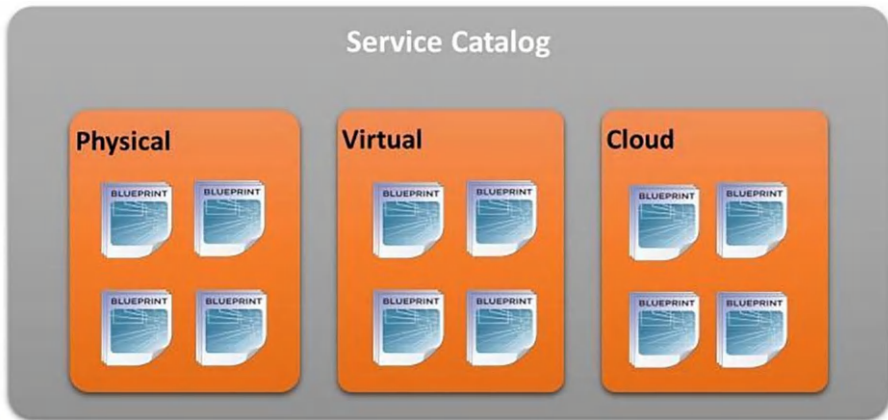 Service Catalog
Physical
Virtual
Cloud
BLUEPRINT
BLUEPRINT
BLUEPRINT
BLUEPRINT
BLUEPRINT
BLUEPRINT
BLUEPRINT
BLUEPRINT
BLUEPRINT
BLUEPRINT
BLUEPRINT
BLUEPRINT